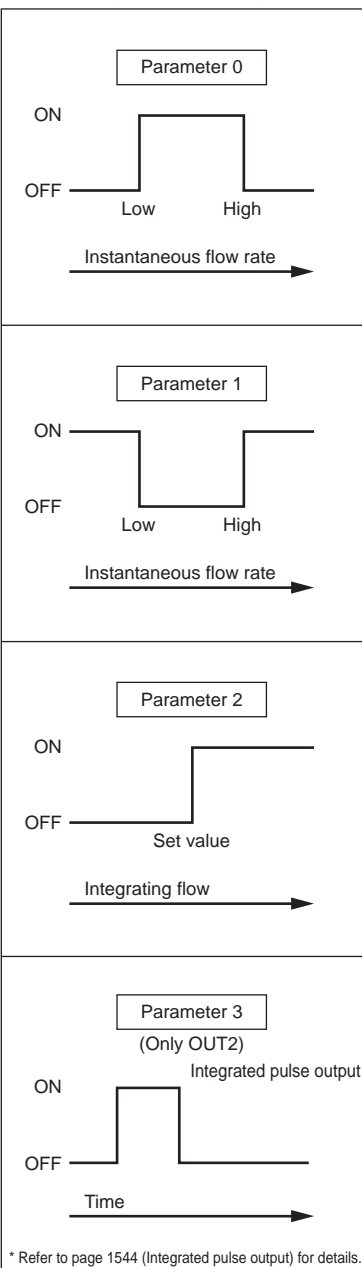 Parameter 0
ON
OFF
Low High
Instantaneous flow rate
Parameter 1
ON
OFF
Low High
Instantaneous flow rate
Parameter 2
ON
OFF
Set value
Integrating flow
Parameter 3
(Only OUT2)
Integrated pulse output
ON
OFF
Time
* Refer to page 1544 (Integrated pulse output) for details.